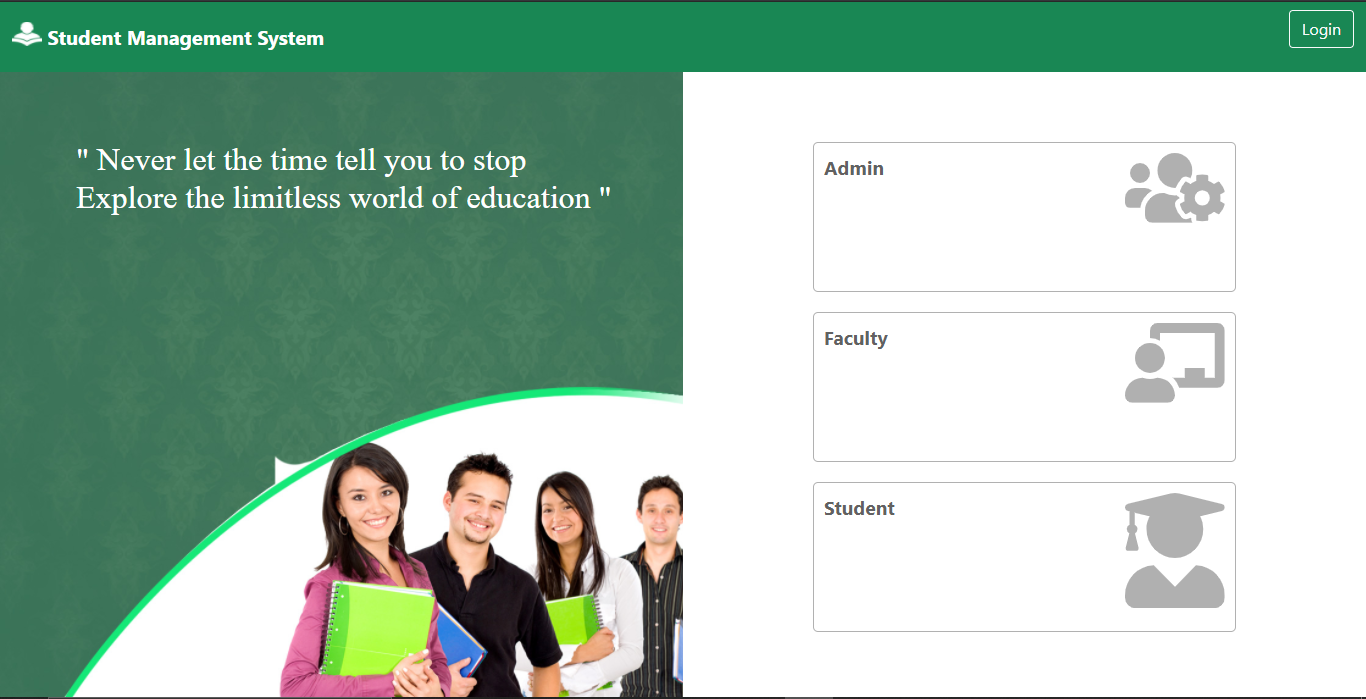 Student Management System
Login
" Never let the time tell you to stop
Explore the limitless world of education "
Admin
Faculty
Student